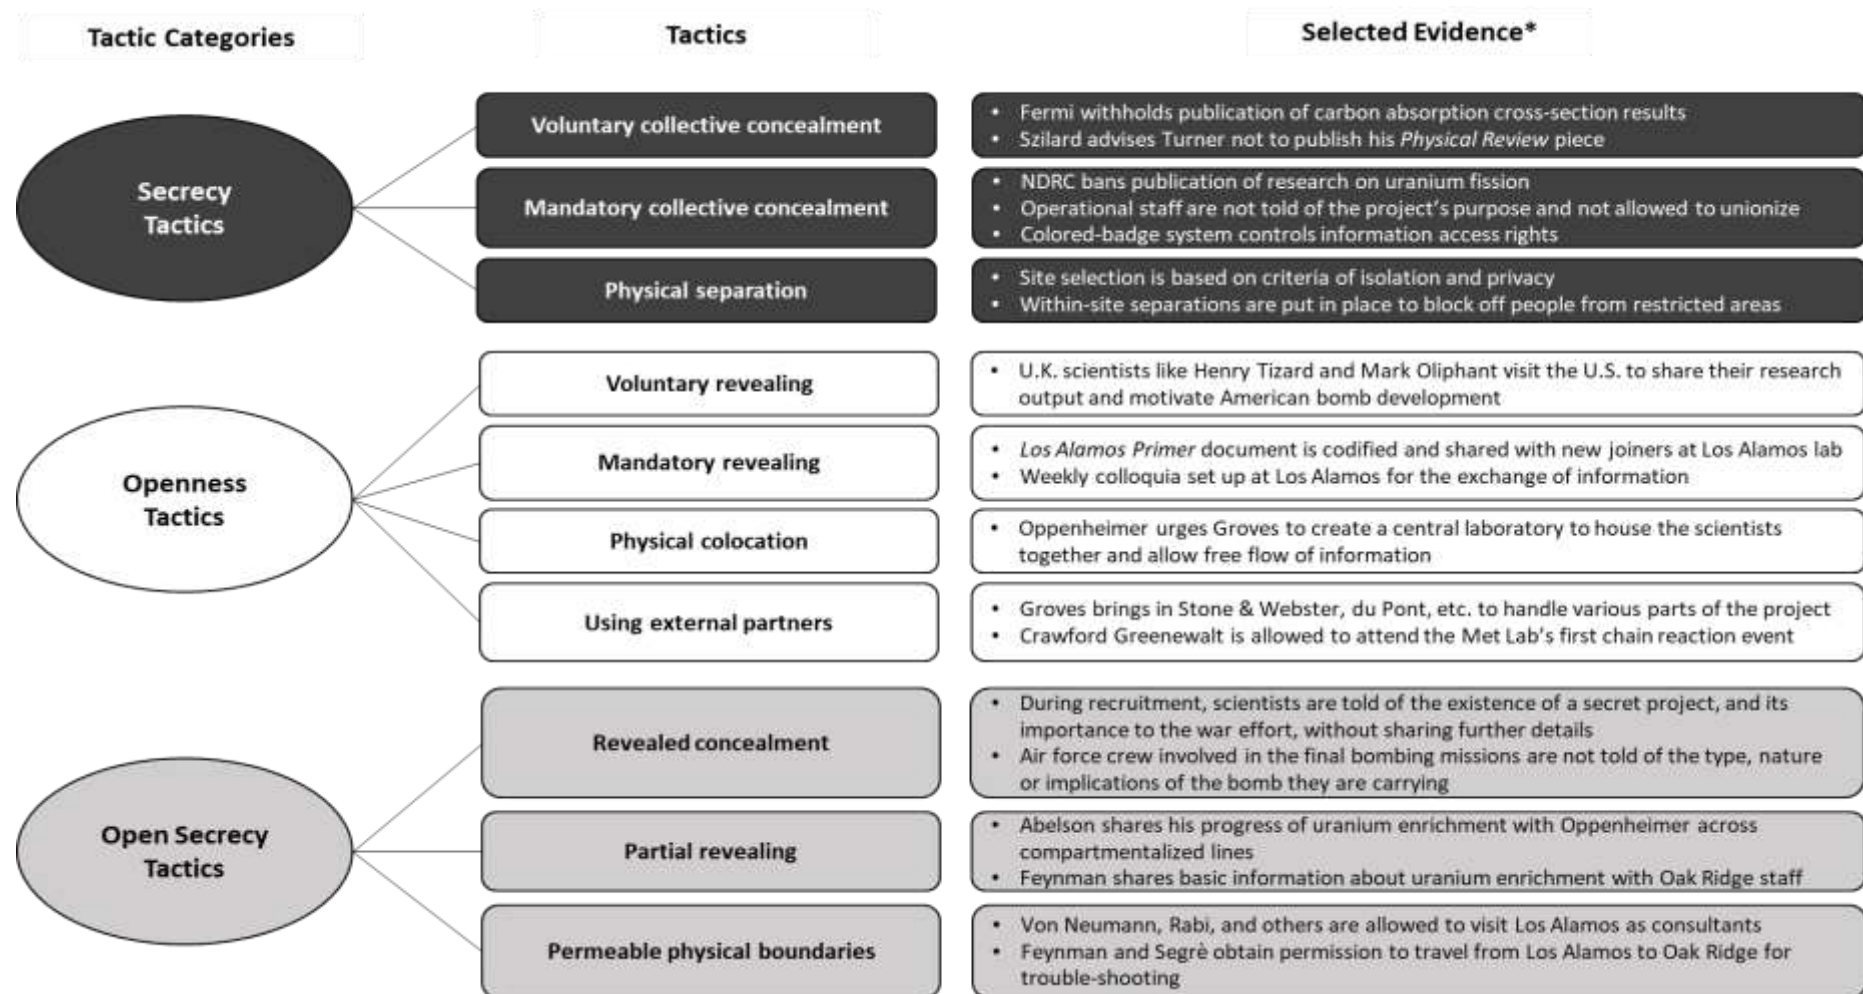 Tactic Categories
Tactics
Selected Evidence*
Secrecy
Tactics
Voluntary collective concealment
• Fermi withholds publication of carbon absorption cross-section results
• Szilard advises Turner not to publish his Physical Review piece
Mandatory collective concealment
• NDRC bans publication of research on uranium fission
• Operational staff are not told of the project's purpose and not allowed to unionize
• Colored-badge system controls information access rights
Physical separation
• Site selection is based on criteria of isolation and privacy
• Within-site separations are put in place to block off people from restricted areas
Openness
Tactics
Voluntary revealing
• U.K. scientists like Henry Tizard and Mark Oliphant visit the U.S. to share their research
output and motivate American bomb development
Mandatory revealing
• Los Alamos Primer document is codified and shared with new joiners at Los Alamos lab
• Weekly colloquia set up at Los Alamos for the exchange of information
Physical colocation
• Oppenheimer urges Groves to create a central laboratory to house the scientists
together and allow free flow of information
Using external partners
• Groves brings in Stone & Webster, du Pont, etc. to handle various parts of the project
• Crawford Greenewalt is allowed to attend the Met Lab's first chain reaction event
Open Secrecy
Tactics
Revealed concealment
• During recruitment, scientists are told of the existence of a secret project, and its
importance to the war effort, without sharing further details
• Air force crew involved in the final bombing missions are not told of the type, nature
or implications of the bomb they are carrying
Partial revealing
• Abelson shares his progress of uranium enrichment with Oppenheimer across
compartmentalized lines
• Feynman shares basic information about uranium enrichment with Oak Ridge staff
Permeable physical boundaries
• Von Neumann, Rabi, and others are allowed to visit Los Alamos as consultants
• Feynman and Segrè obtain permission to travel from Los Alamos to Oak Ridge for
trouble-shooting